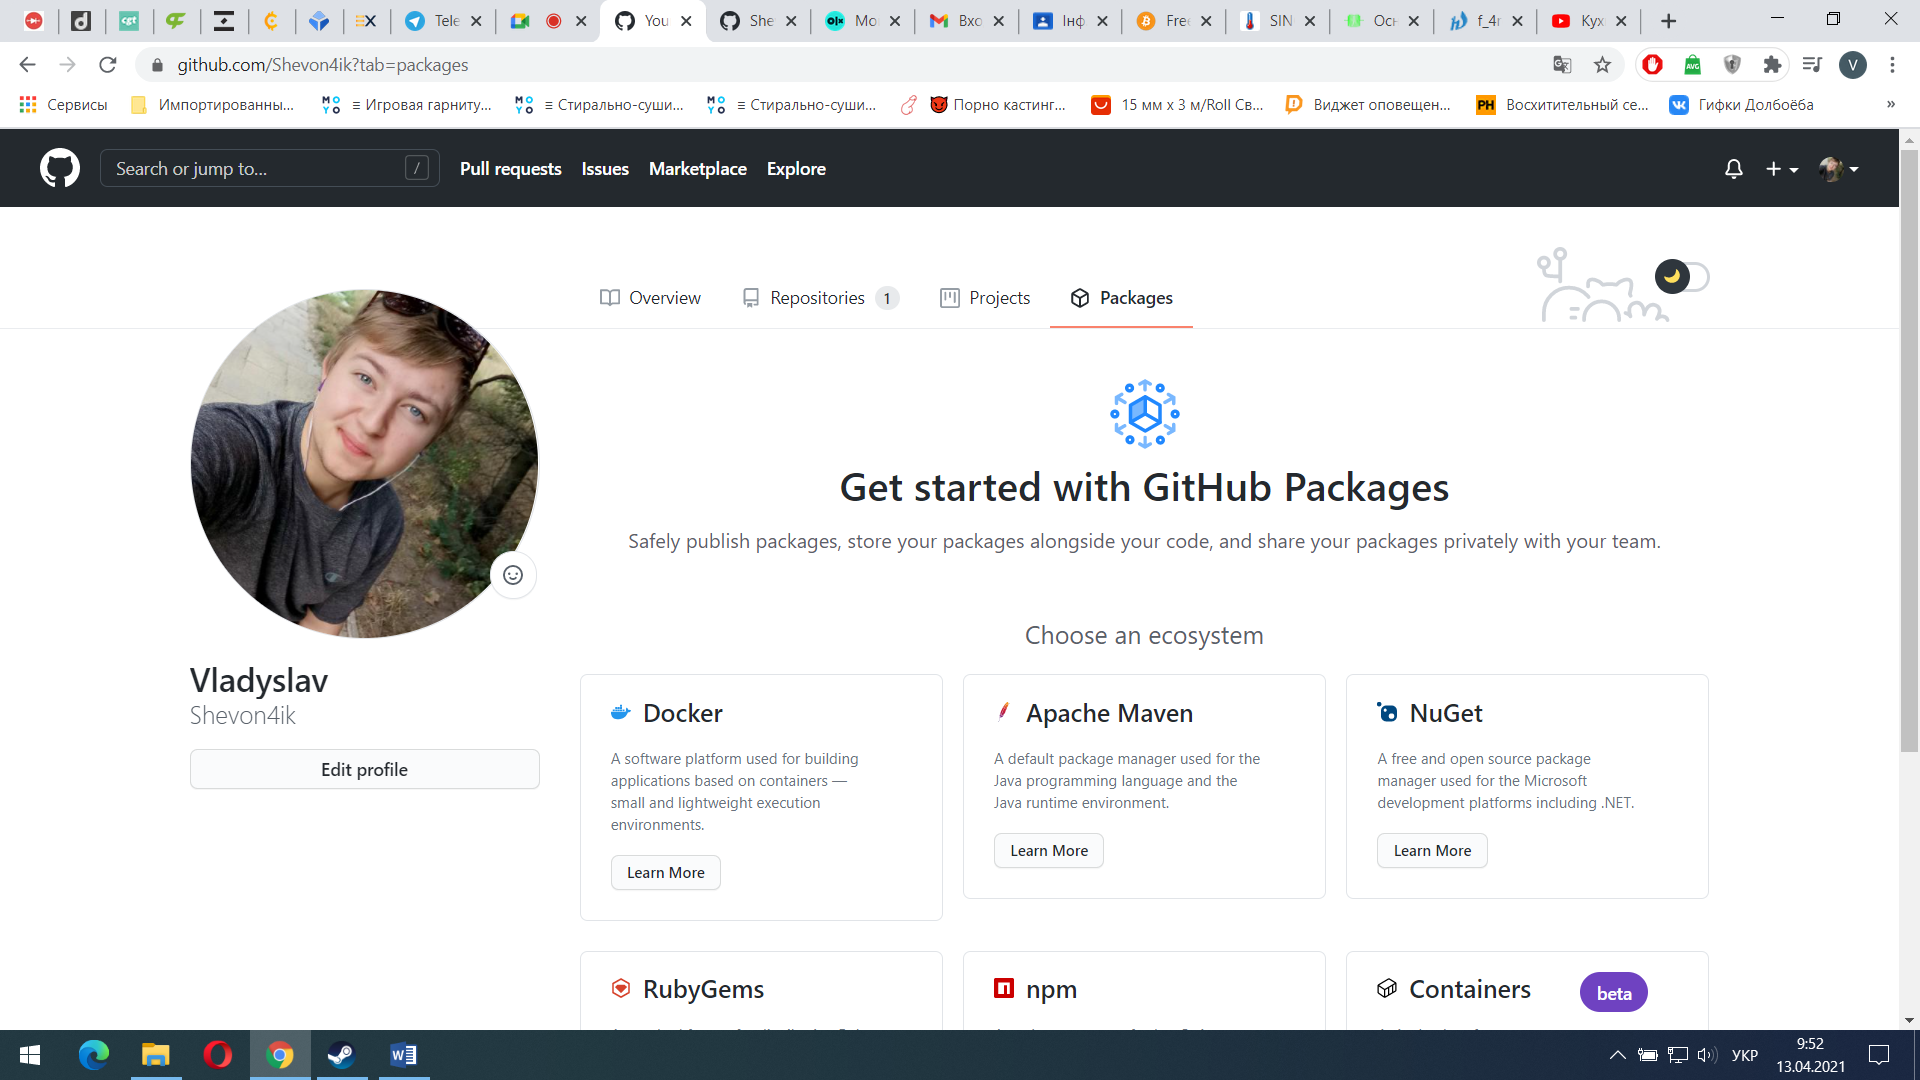 Tele
You
She
Mo
Вхо
Інф
Free
SIN
Осн
f_4r
Кух
github.com/Shevon4ik?tab=packages
V
Сервисы
Импортированны...
≡ Игровая гарниту...
≡ Стирально-суши...
≡ Стирально-суши...
Порно кастинг...
15 мм x 3 м/Roll Св...
Виджет оповещен...
Восхитительный се...
Гифки Долбоёба
»
Search or jump to...
/
Pull requests
Issues
Marketplace
Explore
Overview
Repositories 1
Projects
Packages
Get started with GitHub Packages
Safely publish packages, store your packages alongside your code, and share your packages privately with your team.
Vladyslav
Shevon4ik
Edit profile
Choose an ecosystem
Docker
A software platform used for building
applications based on containers —
small and lightweight execution
environments.
Learn More
Apache Maven
A default package manager used for the
Java programming language and the
Java runtime environment.
Learn More
NuGet
A free and open source package
manager used for the Microsoft
development platforms including .NET.
Learn More
RubyGems
npm
Containers
beta
УКР
9:52
13.04.2021